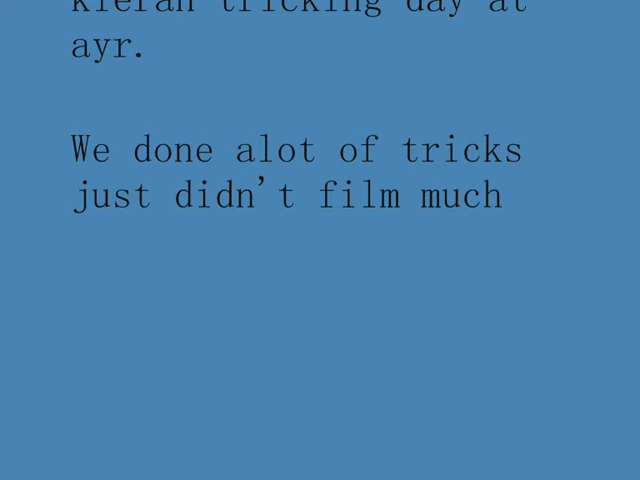 kieran tricking day at
ayr.
We done alot of tricks
just didn't film much